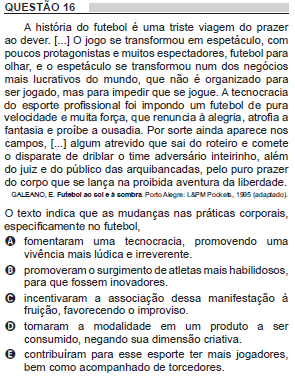 QUESTÃO 16
A história do futebol é uma triste viagem do prazer
ao dever. [...] O jogo se transformou em espetáculo, com
poucos protagonistas e muitos espectadores, futebol para
olhar, e o espetáculo se transformou num dos negócios
mais lucrativos do mundo, que não é organizado para
ser jogado, mas para impedir que se jogue. A tecnocracia
do esporte profissional foi impondo um futebol de pura
velocidade e muita força, que renuncia à alegria, atrofia a
fantasia e proíbe a ousadia. Por sorte ainda aparece nos
campos, [...] algum atrevido que sai do roteiro e comete
o disparate de driblar o time adversário inteirinho, além
do juiz e do público das arquibancadas, pelo puro prazer
do corpo que se lança na proibida aventura da liberdade.
GALEANO, E. Futebol ao sol e à sombra. Porto Alegre: L&PM Pockets, 1995 (adaptado).
O texto indica que as mudanças nas práticas corporais,
especificamente no futebol,
A fomentaram uma tecnocracia, promovendo uma
vivência mais lúdica e irreverente.
B promoveram o surgimento de atletas mais habilidosos,
para que fossem inovadores.
C incentivaram a associação dessa manifestação à
fruição, favorecendo o improviso.
D tornaram a modalidade em um produto a ser
consumido, negando sua dimensão criativa.
E contribuíram para esse esporte ter mais jogadores,
bem como acompanhado de torcedores.